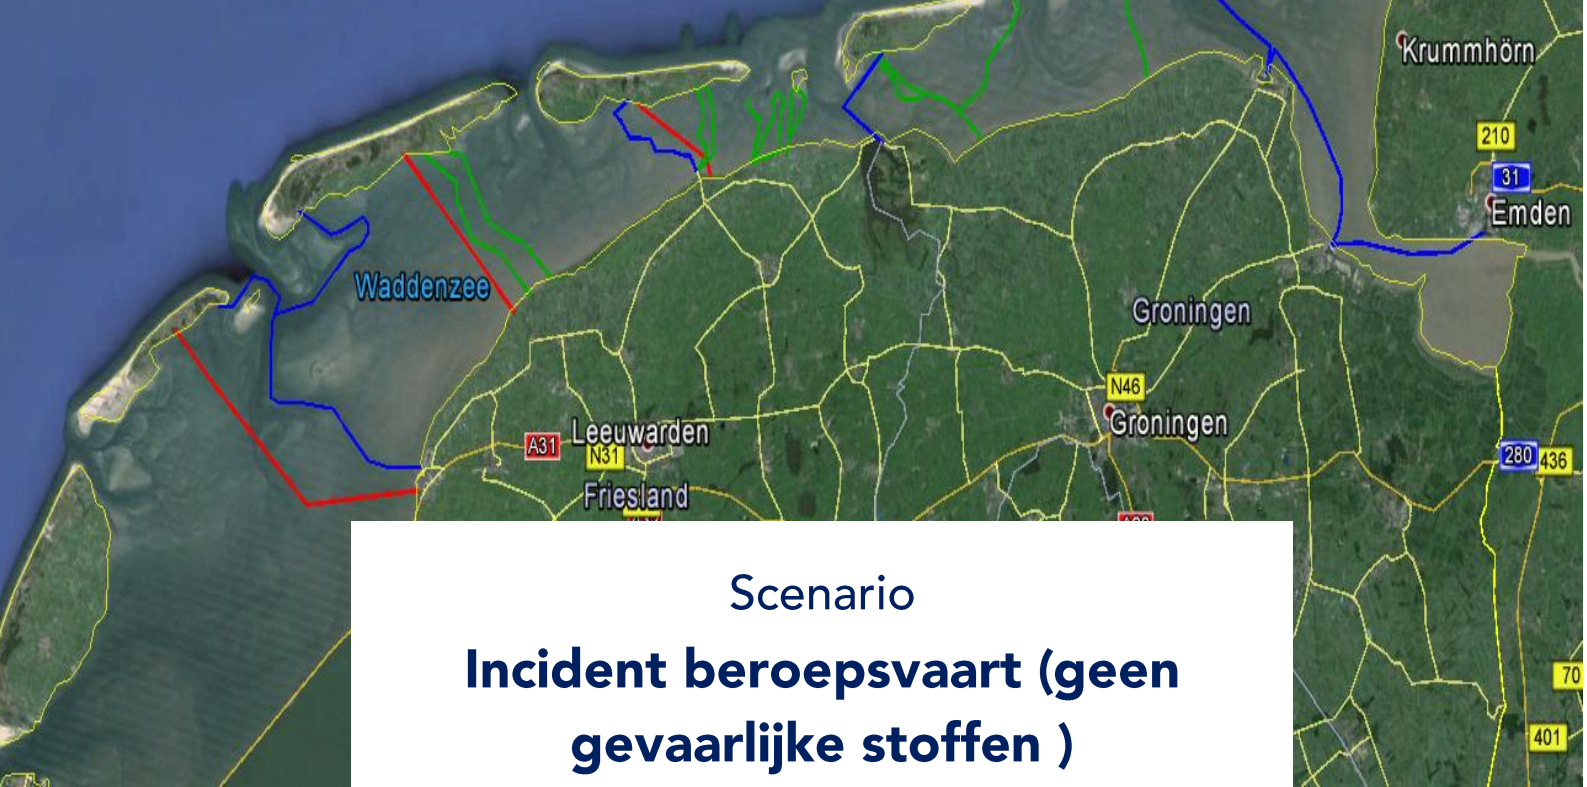 Krummhörn
210
31
Emden
Waddenzee
Groningen
N46
Groningen
Leeuwarden
A31
N31
Friesland
280
436
70
401
Scenario
Incident beroepsvaart (geen
gevaarlijke stoffen )